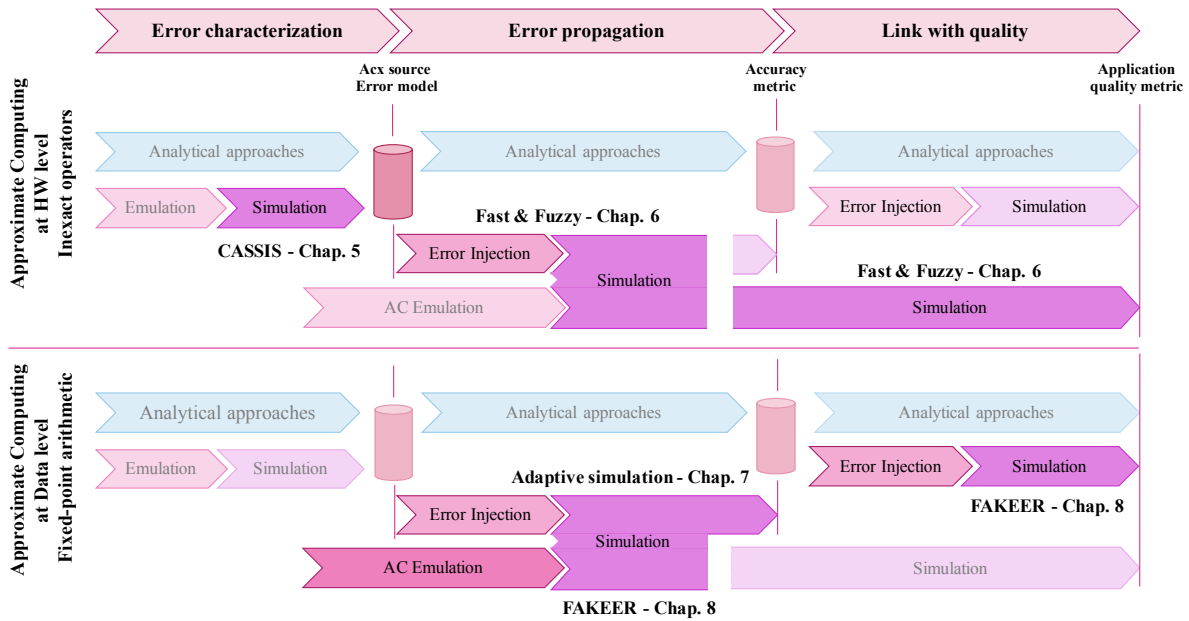 Error characterization
Error propagation
Link with quality
Acx source
Error model
Accuracy
metric
Application
quality metric
Approximate Computing
at HW level
Inexact operators
Analytical approaches
Analytical approaches
Analytical approaches
Emulation
Simulation
Error Injection
Simulation
CASSIS - Chap. 5
Fast & Fuzzy - Chap. 6
Error Injection
Simulation
Fast & Fuzzy - Chap. 6
AC Emulation
Simulation
Approximate Computing
at Data level
Fixed-point arithmetic
Analytical approaches
Analytical approaches
Analytical approaches
Emulation
Simulation
Error Injection
Simulation
Adaptive simulation - Chap. 7
FAKEER - Chap. 8
Error Injection
Simulation
AC Emulation
Simulation
FAKEER - Chap. 8